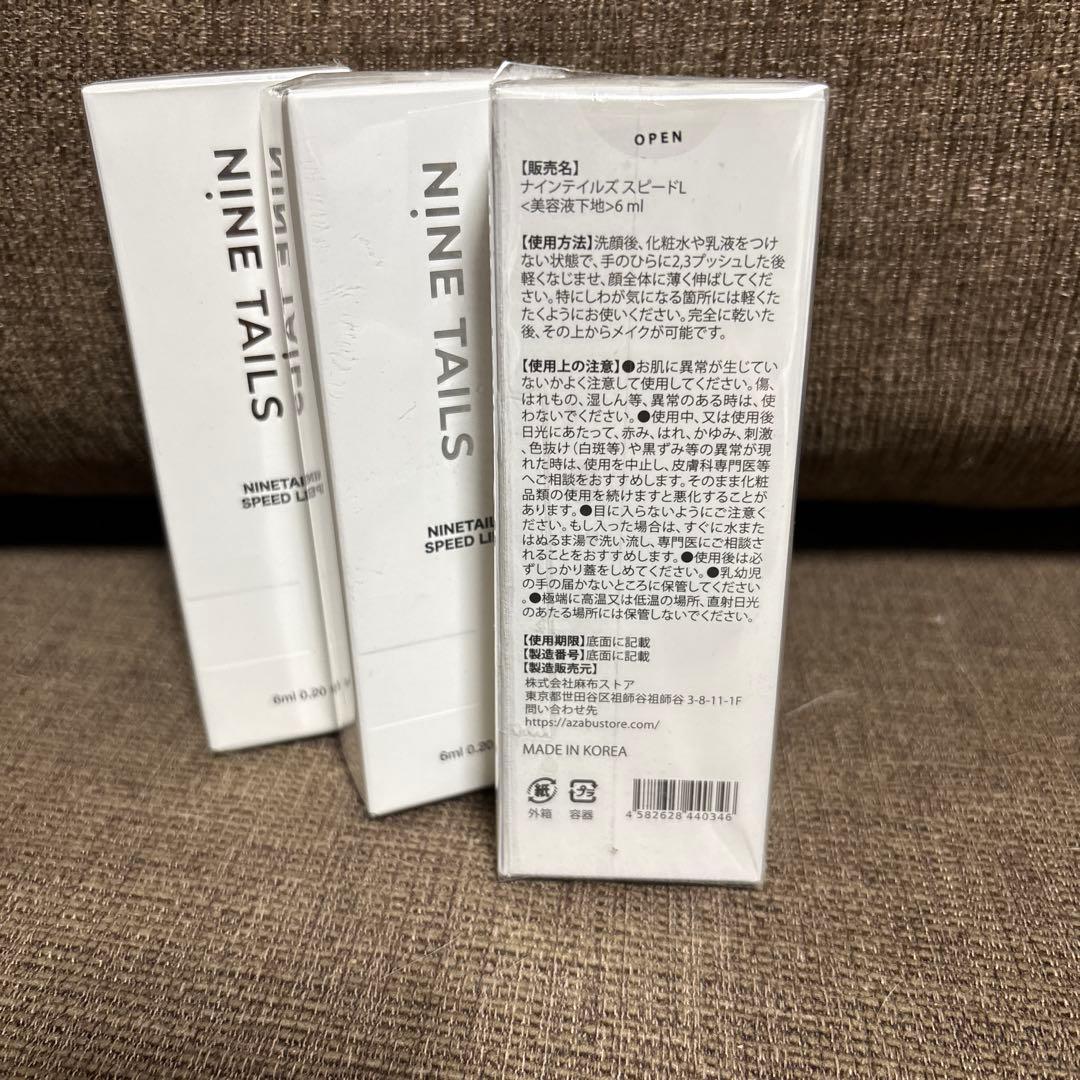 NiNE TAILS
NINE TAILS
NINETAI
SPEED LI
6ml 0.20
NiNE TAILS
NINETAIL
SPEED LI
6ml 0.20
OPEN
【販売名】
ナインテイルズ スピードL
<美容液下地>6 ml
【使用方法】洗顔後、化粧水や乳液をつけ
ない状態で、手のひらに2,3プッシュした後
軽くなじませ、顔全体に薄く伸ばしてくだ
さい。特にしわが気になる箇所には軽くた
たくようにお使いください。完全に乾いた
後、その上からメイクが可能です。
【使用上の注意】●お肌に異常が生じてい
ないかよく注意して使用してください。傷、
はれもの、湿しん等、異常のある時は、使
わないでください。●使用中、又は使用後
日光にあたって、赤み、はれ、かゆみ、刺激
、色抜け(白斑等)や黒ずみ等の異常が現
れた時は、使用を中止し、皮膚科専門医等
へご相談をおすすめします。そのまま化粧
品類の使用を続けますと悪化することが
あります。●目に入らないようにご注意く
ださい。もし入った場合は、すぐに水また
はぬるま湯で洗い流し、専門医にご相談さ
れることをおすすめします。●使用後は必
ずしっかり蓋をしめてください。●乳幼児
の手の届かないところに保管してください
。●極端に高温又は低温の場所、直射日光
のあたる場所には保管しないでください。
【使用期限】底面に記載
【製造番号】底面に記載
【製造販売元】
株式会社麻布ストア
東京都世田谷区祖師谷祖師谷 3-8-11-1F
問い合わせ先
https://azabustore.com/
MADE IN KOREA
紙 プラ
外箱 容器
4 582628 440346